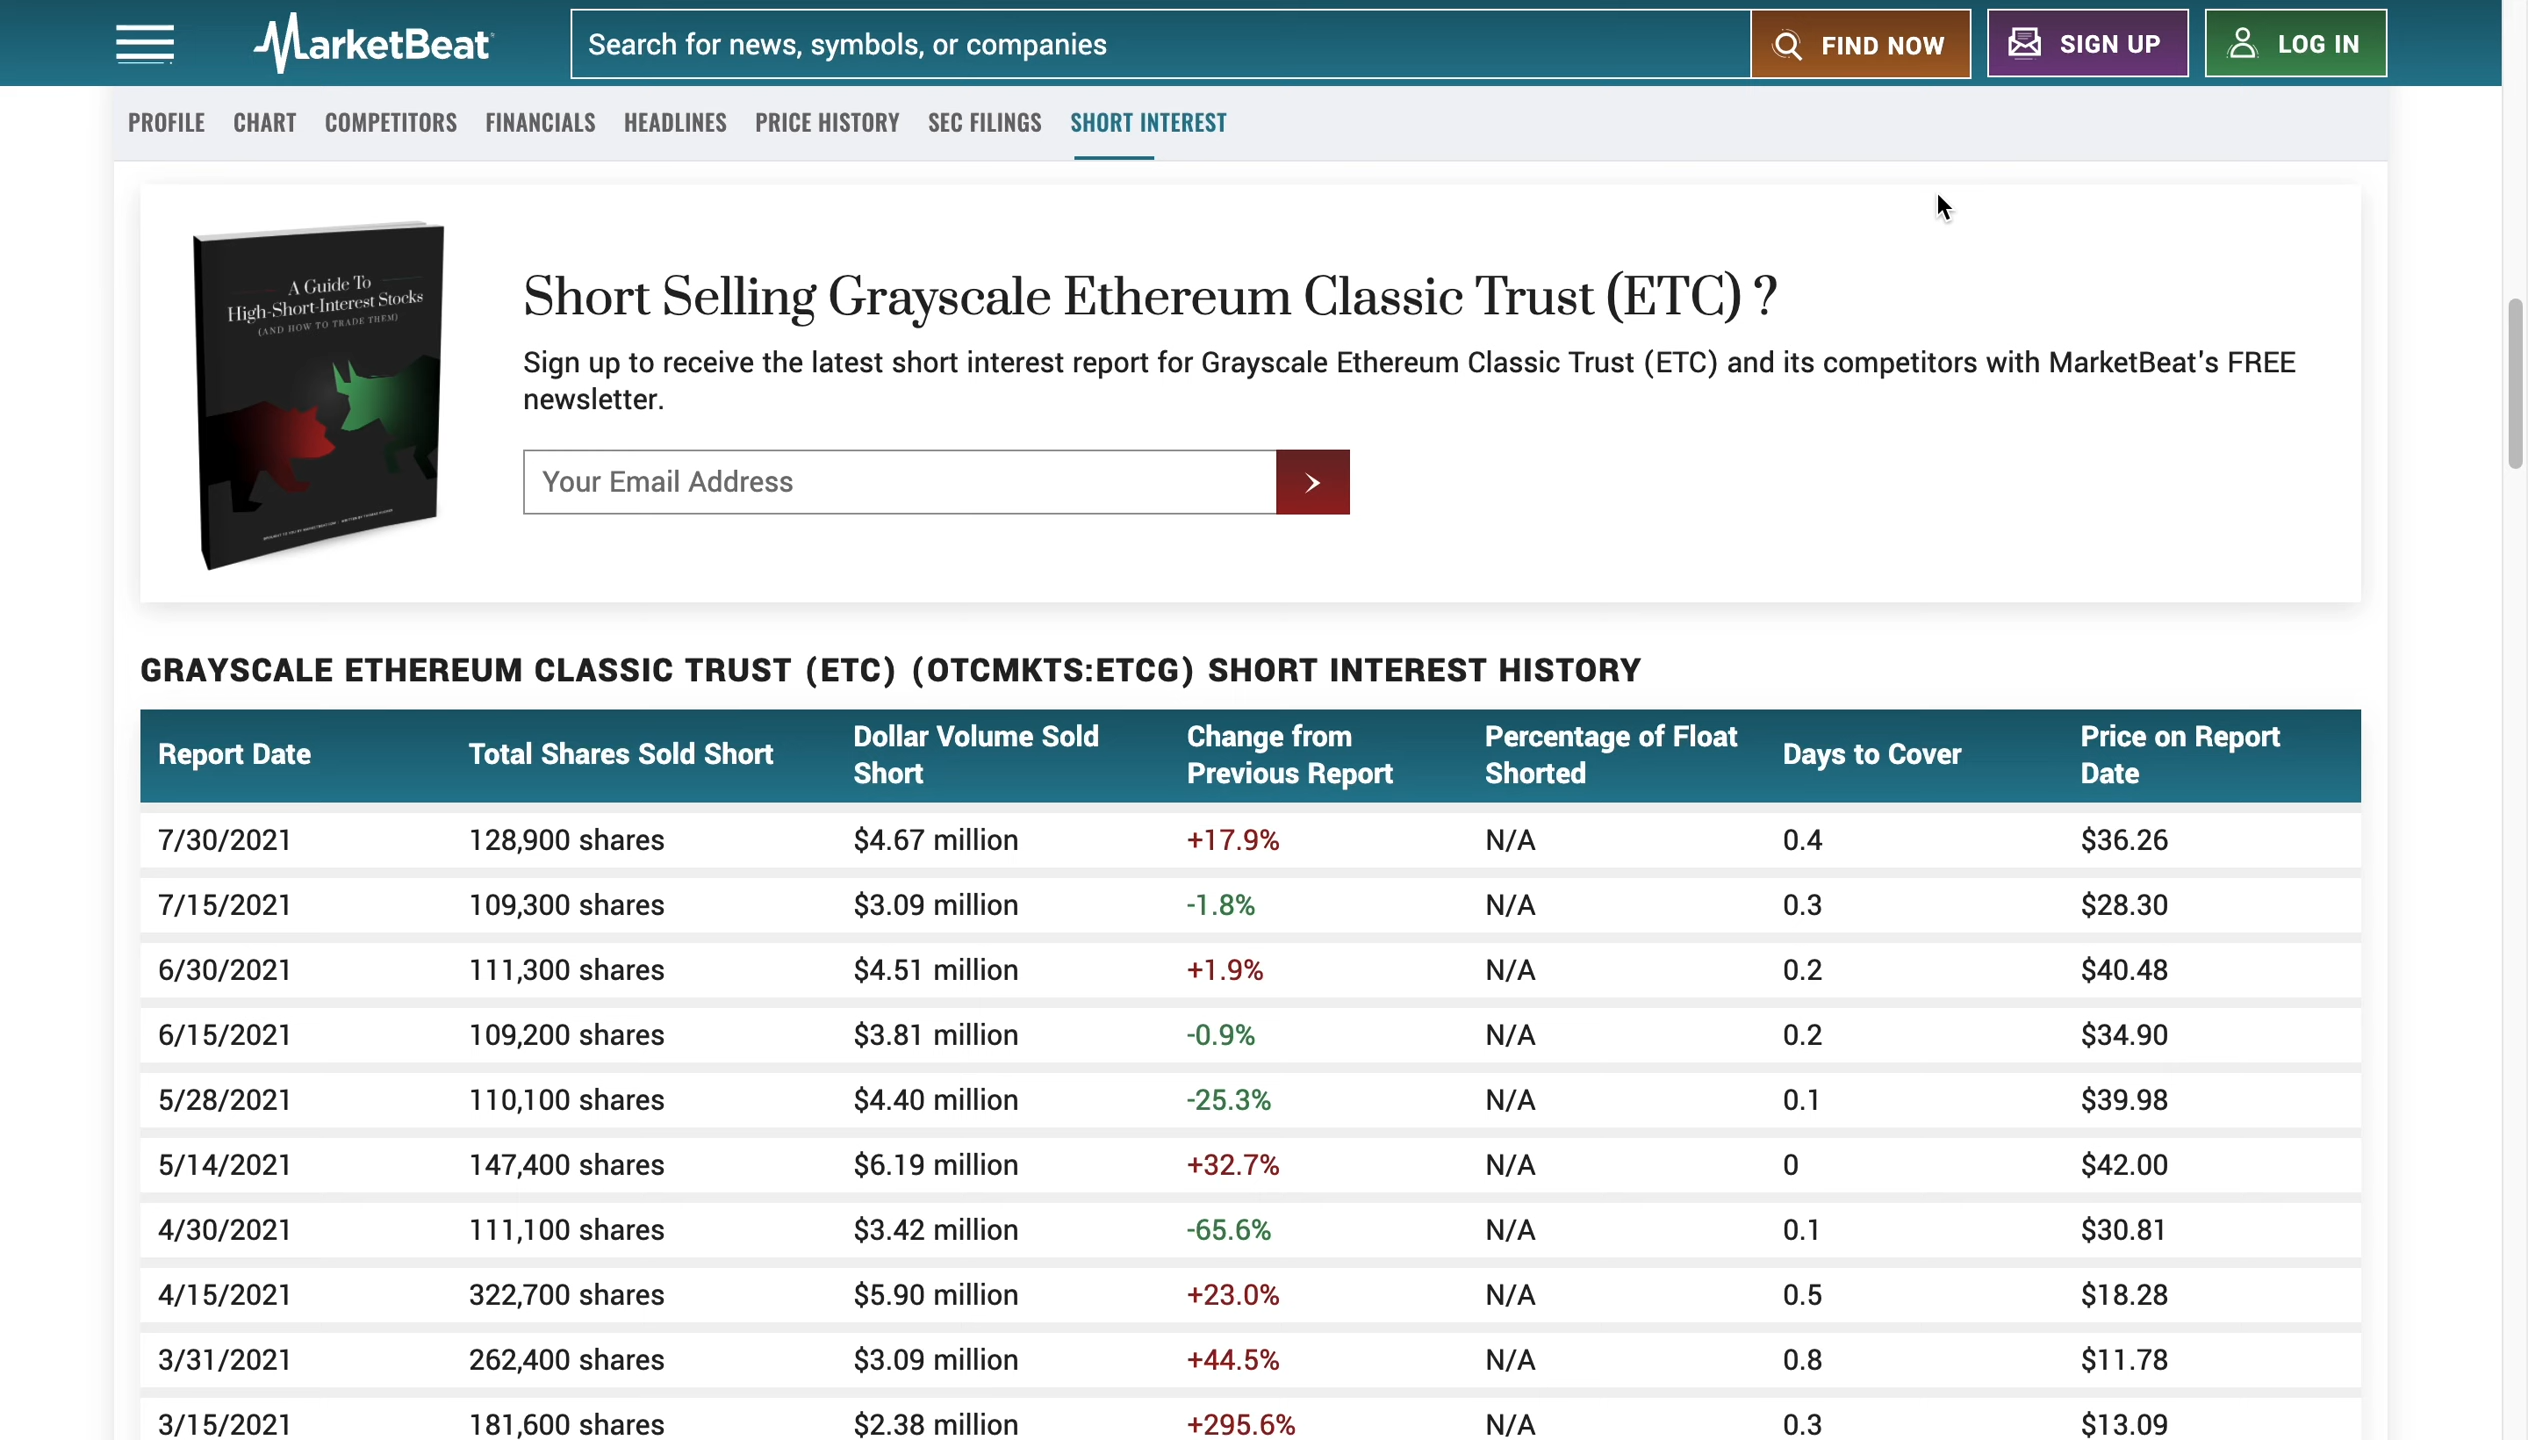 MarketBeat
Search for news, symbols, or companies
FIND NOW
SIGN UP
LOG IN
PROFILE CHART COMPETITORS FINANCIALS HEADLINES PRICE HISTORY SEC FILINGS SHORT INTEREST
A Guide To
High-Short-Interest Stocks
(AND HOW TO TRADE THEM)
Short Selling Grayscale Ethereum Classic Trust (ETC) ?
Sign up to receive the latest short interest report for Grayscale Ethereum Classic Trust (ETC) and its competitors with MarketBeat's FREE
newsletter.
Your Email Address
GRAYSCALE ETHEREUM CLASSIC TRUST (ETC) (OTCMKTS:ETCG) SHORT INTEREST HISTORY
Report Date Total Shares Sold Short Dollar Volume Sold Short Change from Previous Report Percentage of Float Shorted Days to Cover Price on Report Date
7/30/2021 128,900 shares $4.67 million +17.9% N/A 0.4 $36.26
7/15/2021 109,300 shares $3.09 million -1.8% N/A 0.3 $28.30
6/30/2021 111,300 shares $4.51 million +1.9% N/A 0.2 $40.48
6/15/2021 109,200 shares $3.81 million -0.9% N/A 0.2 $34.90
5/28/2021 110,100 shares $4.40 million -25.3% N/A 0.1 $39.98
5/14/2021 147,400 shares $6.19 million +32.7% N/A 0 $42.00
4/30/2021 111,100 shares $3.42 million -65.6% N/A 0.1 $30.81
4/15/2021 322,700 shares $5.90 million +23.0% N/A 0.5 $18.28
3/31/2021 262,400 shares $3.09 million +44.5% N/A 0.8 $11.78
3/15/2021 181,600 shares $2.38 million +295.6% N/A 0.3 $13.09